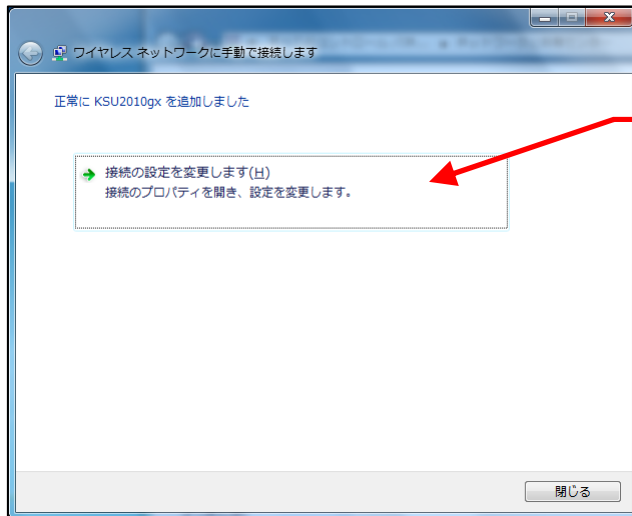 ワイヤレス ネットワークに手動で接続します
正常に KSU2010gx を追加しました
接続の設定を変更します(H)
接続のプロパティを開き、設定を変更します。
閉じる